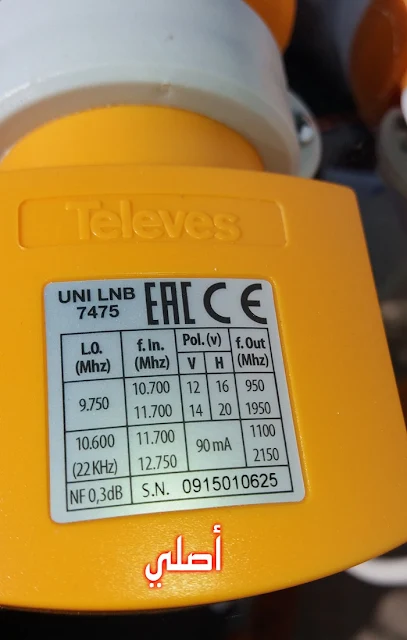 Televes
UNI LNB
7475
EAC CE
L.O.
(Mhz)
f. In.
(Mhz)
Pol. (v)
V H
f. Out
(Mhz)
9.750
10.700
11.700
12 16
14 20
950
1950
10.600
(22 KHz)
11.700
12.750
90 mA
1100
2150
NF 0,3dB
S.N. 0915010625
أصلي